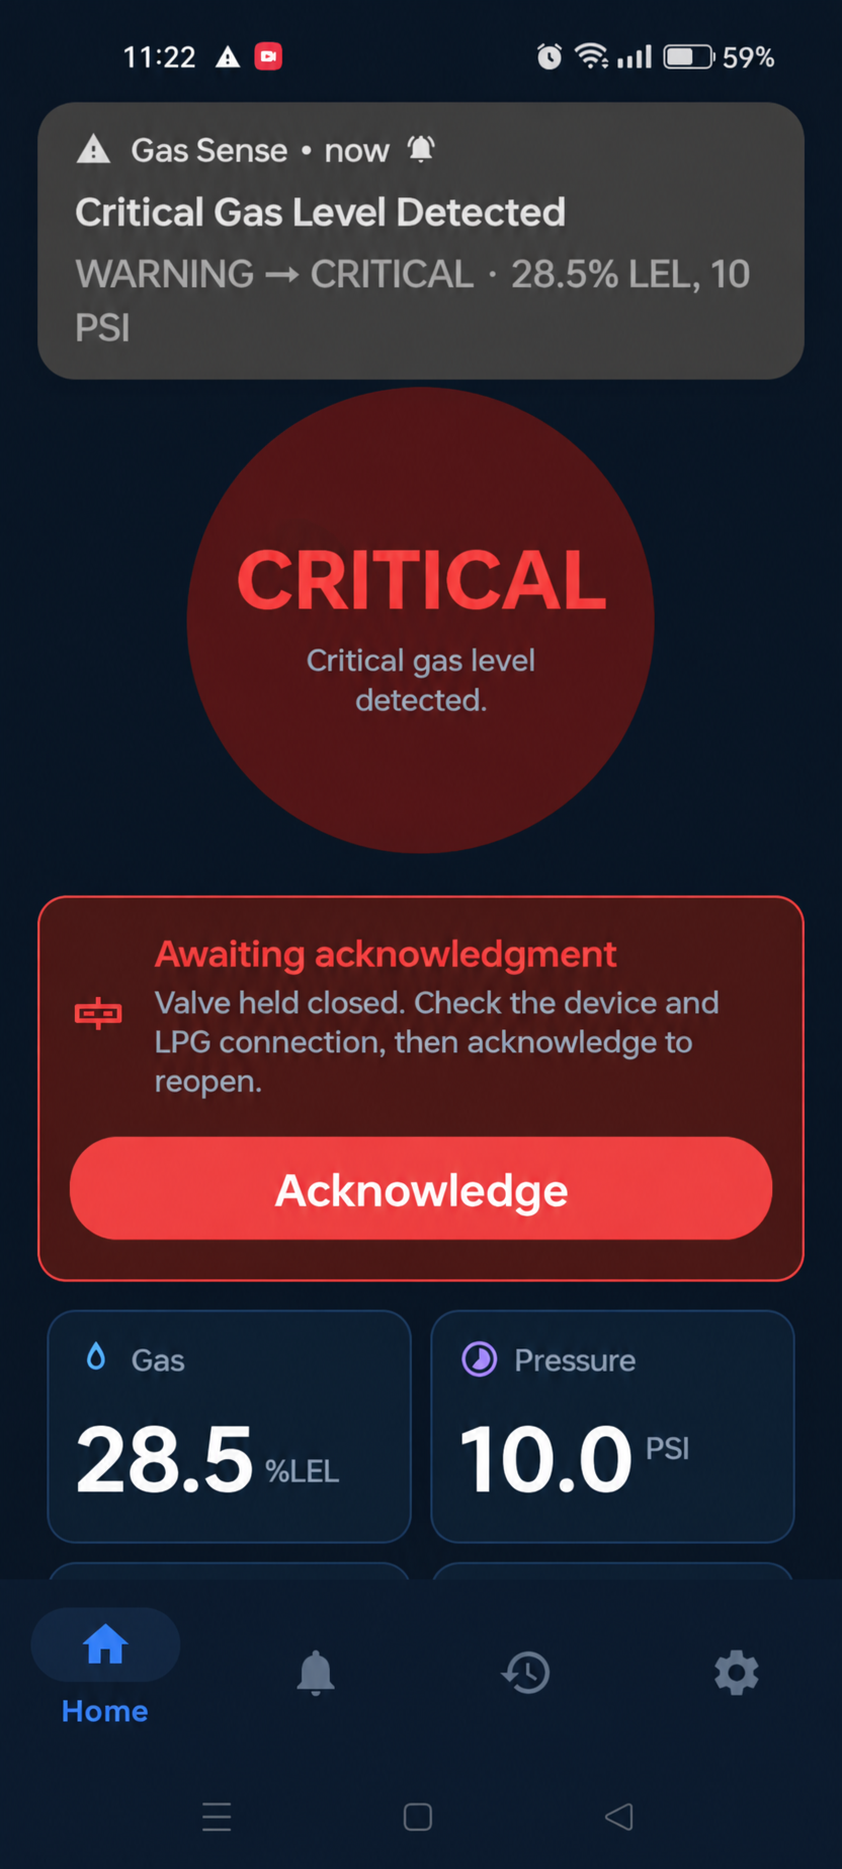 11:22
59%
Gas Sense • now
Critical Gas Level Detected
WARNING → CRITICAL · 28.5% LEL, 10
PSI
CRITICAL
Critical gas level
detected.
Awaiting acknowledgment
Valve held closed. Check the device and
LPG connection, then acknowledge to
reopen.
Acknowledge
Gas
28.5 %LEL
Pressure
10.0 PSI
Home